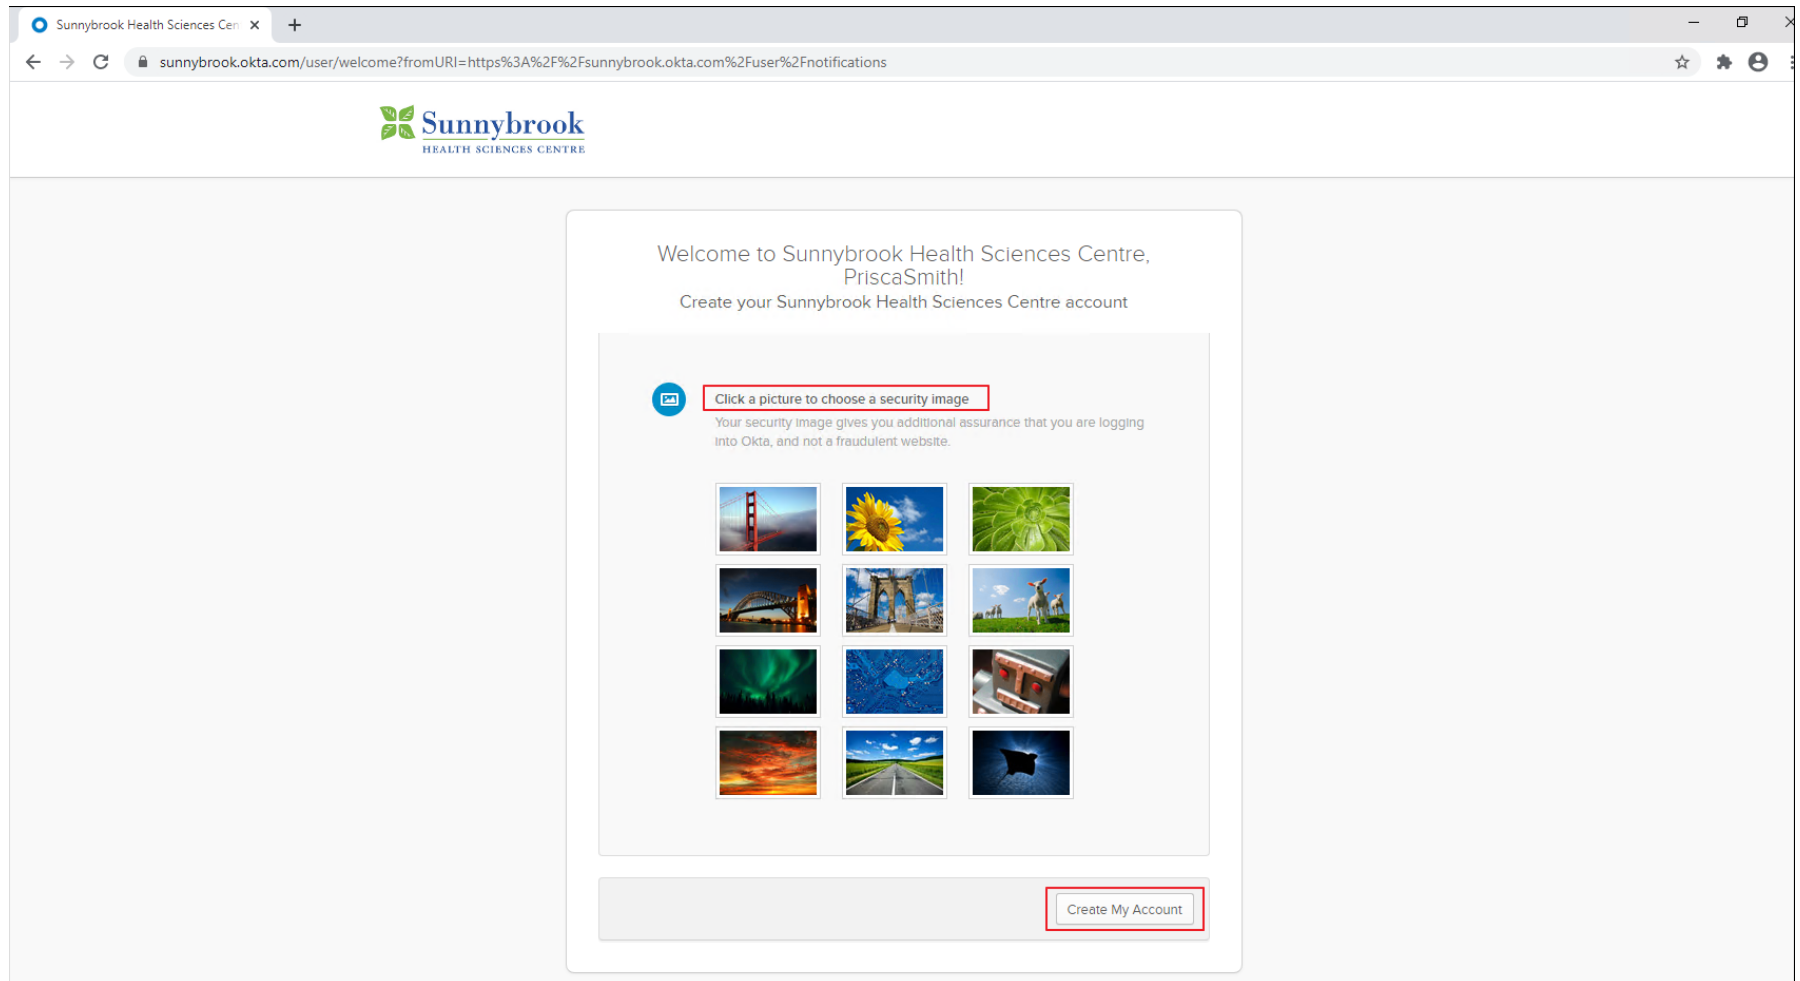 Sunnybrook Health Sciences Cen
sunnybrook.okta.com/user/welcome?fromURI=https%3A%2F%2Fsunnybrook.okta.com%2Fuser%2Fnotifications
Sunnybrook
HEALTH SCIENCES CENTRE
Welcome to Sunnybrook Health Sciences Centre,
PriscaSmith!
Create your Sunnybrook Health Sciences Centre account
Click a picture to choose a security image
Your security image gives you additional assurance that you are logging
into Okta, and not a fraudulent website.
Create My Account